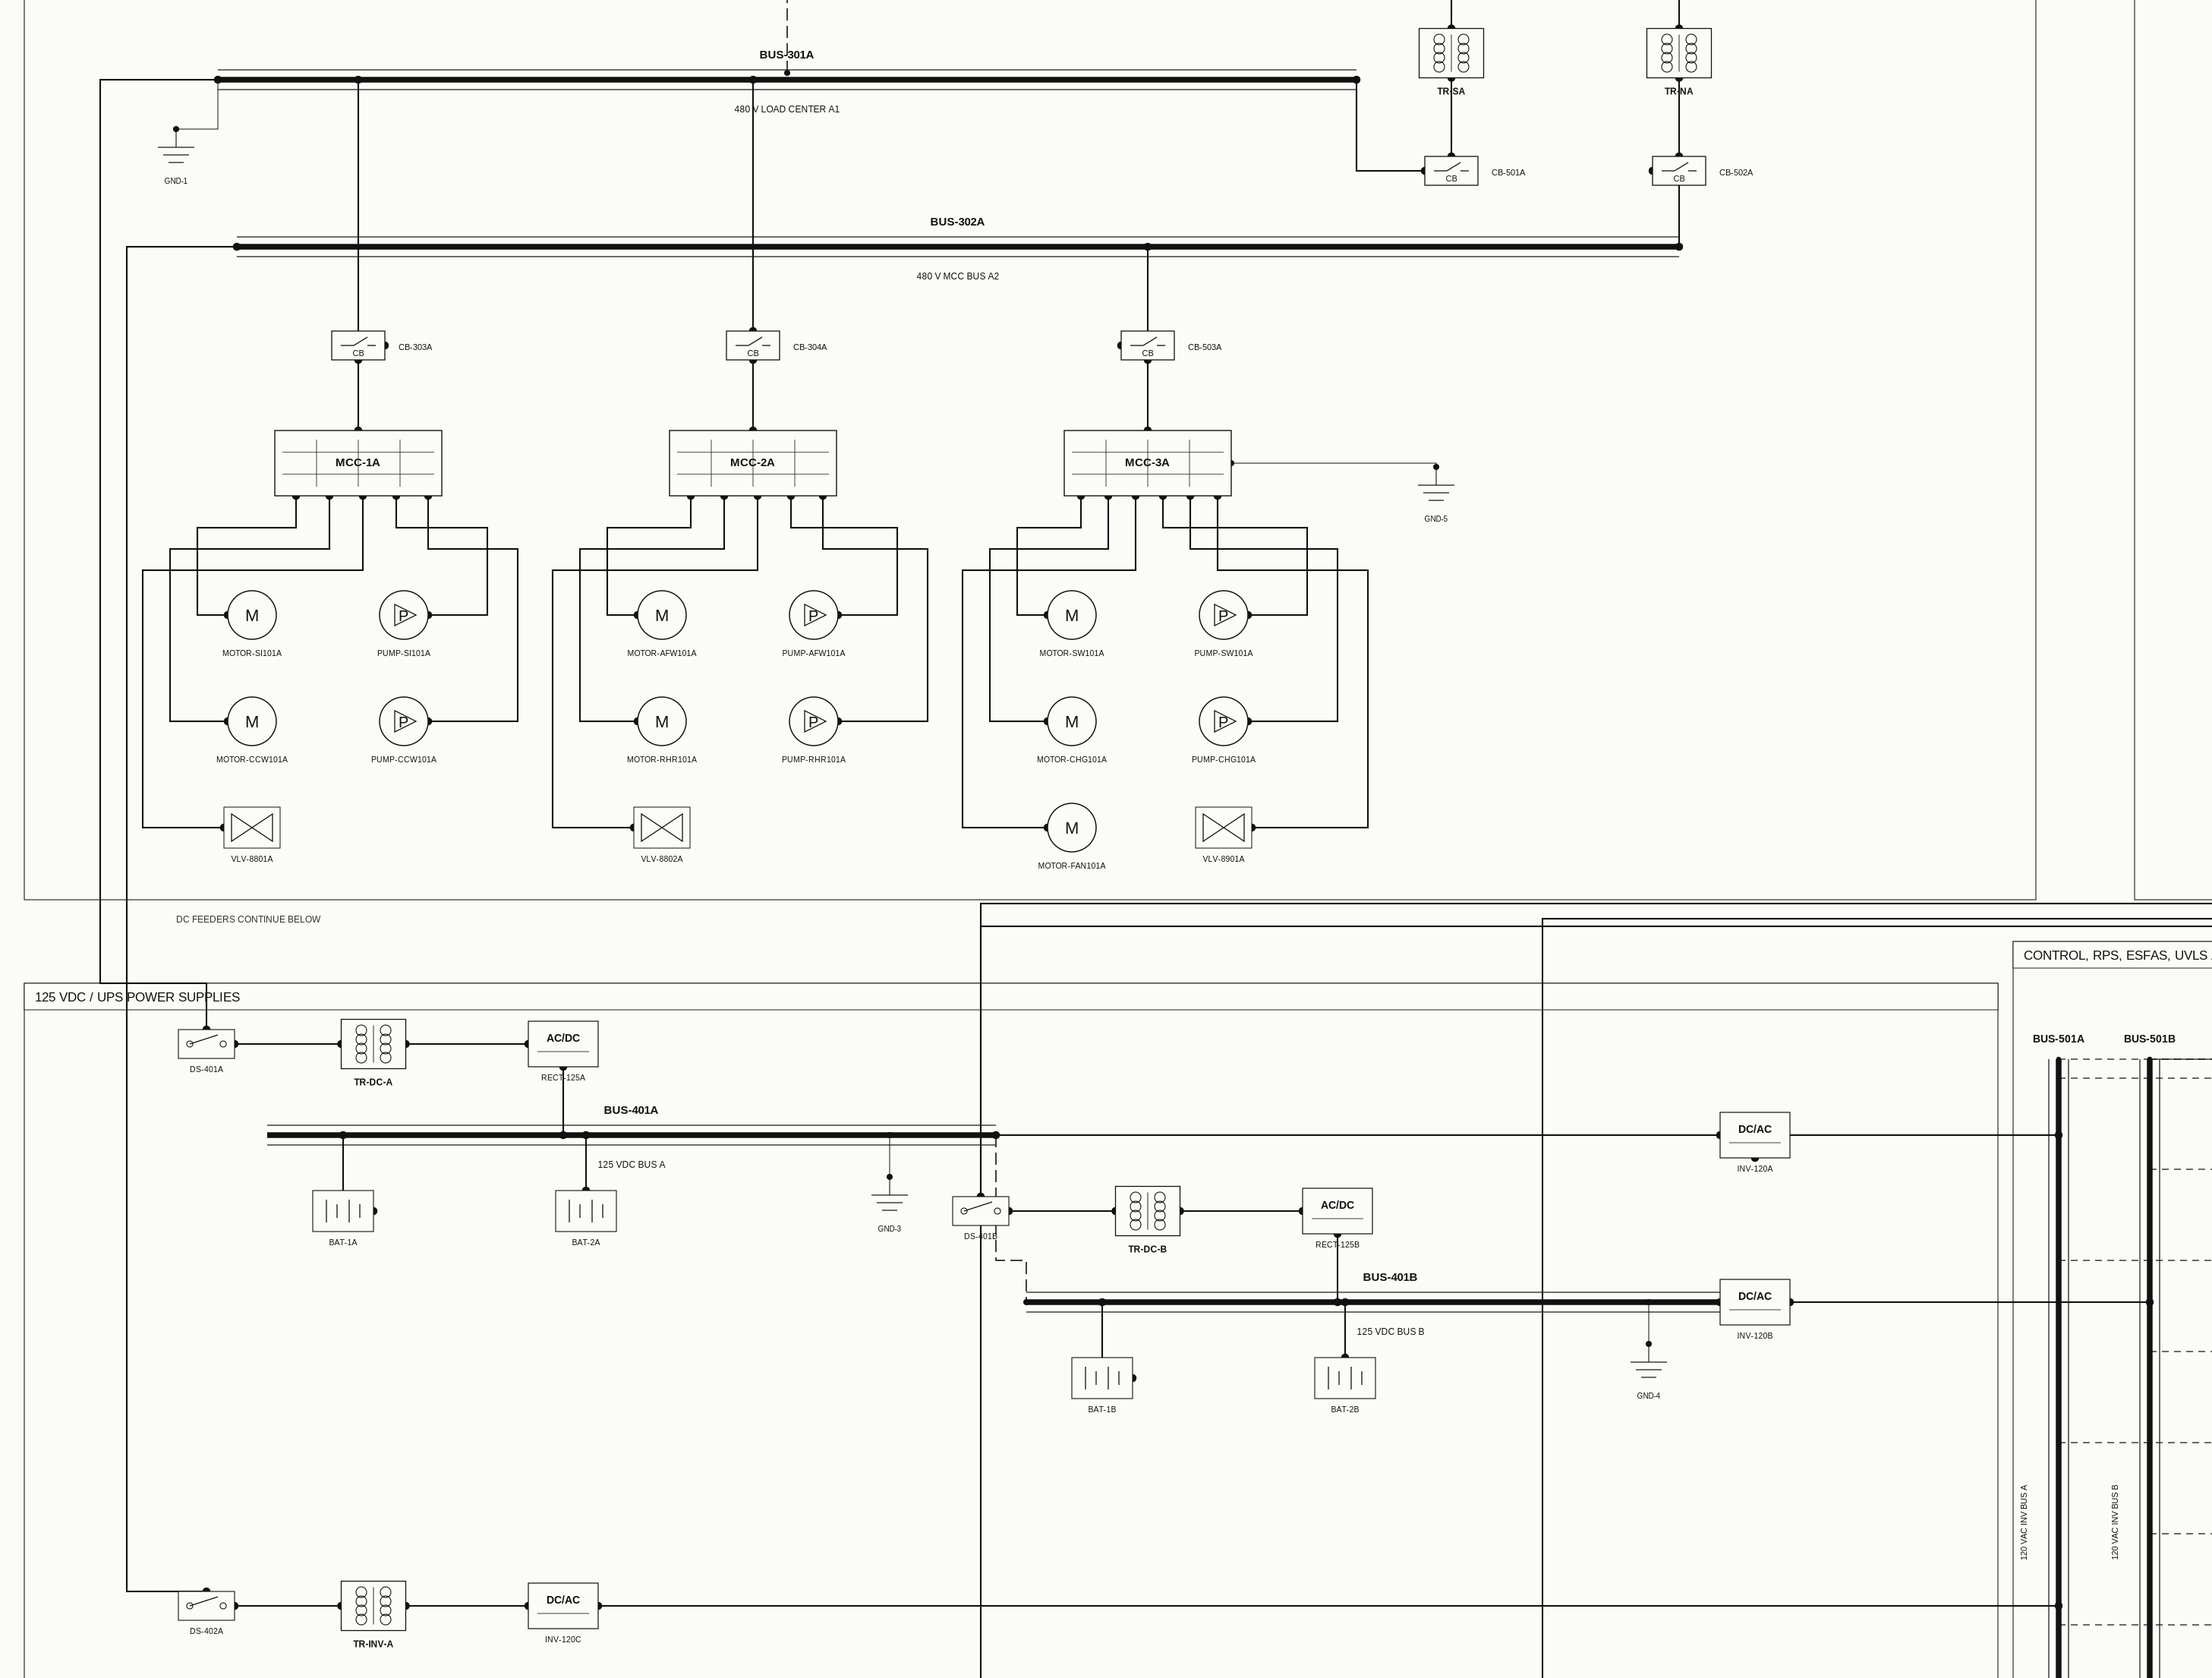 BUS-301A
TR-SA
TR-NA
480 V LOAD CENTER A1
CB
CB-501A
CB
CB-502A
GND-1
BUS-302A
480 V MCC BUS A2
CB
CB-303A
CB
CB-304A
CB
CB-503A
MCC-1A
MCC-2A
MCC-3A
GND-5
M
P
M
P
M
P
MOTOR-SI101A
PUMP-SI101A
MOTOR-AFW101A
PUMP-AFW101A
MOTOR-SW101A
PUMP-SW101A
M
P
M
P
M
P
MOTOR-CCW101A
PUMP-CCW101A
MOTOR-RHR101A
PUMP-RHR101A
MOTOR-CHG101A
PUMP-CHG101A
M
VLV-8801A
VLV-8802A
MOTOR-FAN101A
VLV-8901A
DC FEEDERS CONTINUE BELOW
CONTROL, RPS, ESFAS, UVLS
125 VDC / UPS POWER SUPPLIES
AC/DC
BUS-501A
BUS-501B
DS-401A
TR-DC-A
RECT-125A
BUS-401A
DC/AC
125 VDC BUS A
INV-120A
AC/DC
GND-3
DS-401B
BAT-1A
BAT-2A
TR-DC-B
RECT-125B
BUS-401B
DC/AC
125 VDC BUS B
INV-120B
GND-4
BAT-1B
BAT-2B
120 VAC INV BUS A
120 VAC INV BUS B
DC/AC
DS-402A
TR-INV-A
INV-120C